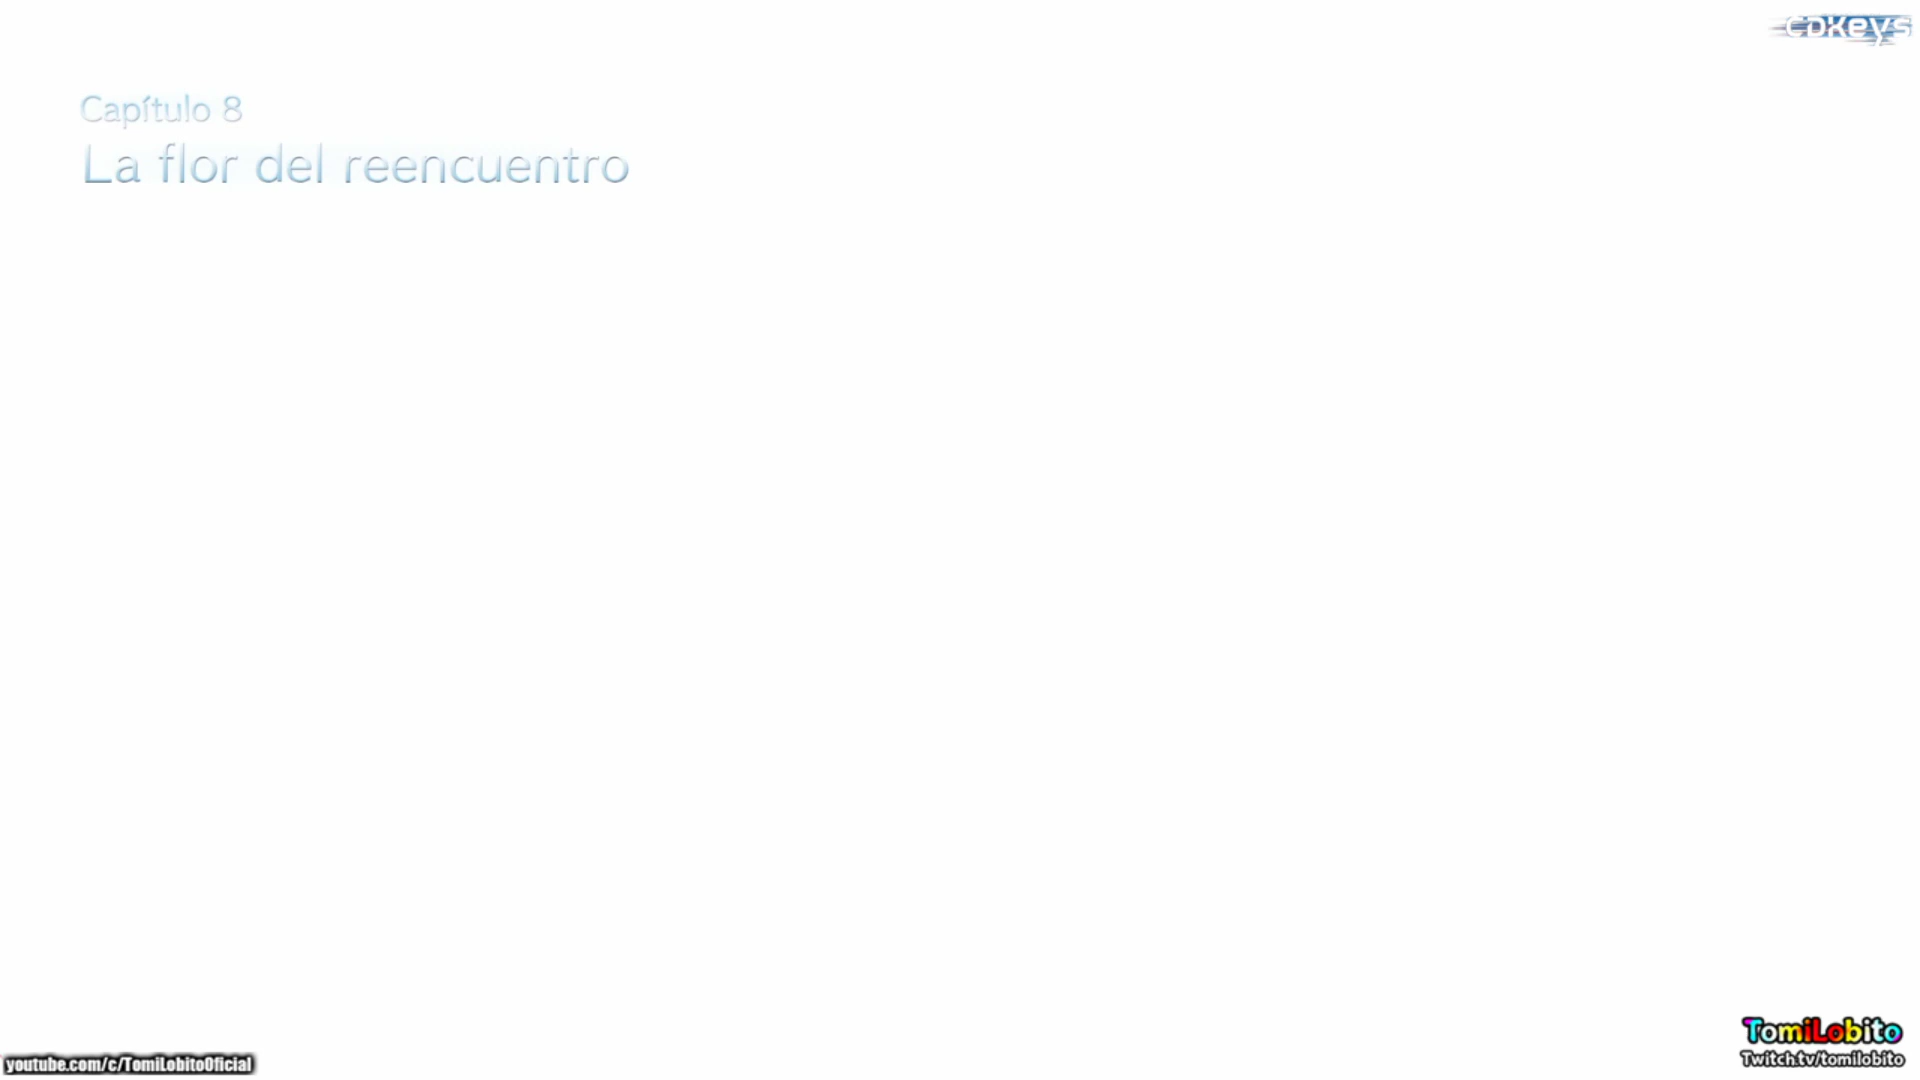 CDKeys
Capítulo 8
La flor del reencuentro
TomiLobito
Twitch.tv/tomilobito
youtube.com/c/TomiLobitoOficial